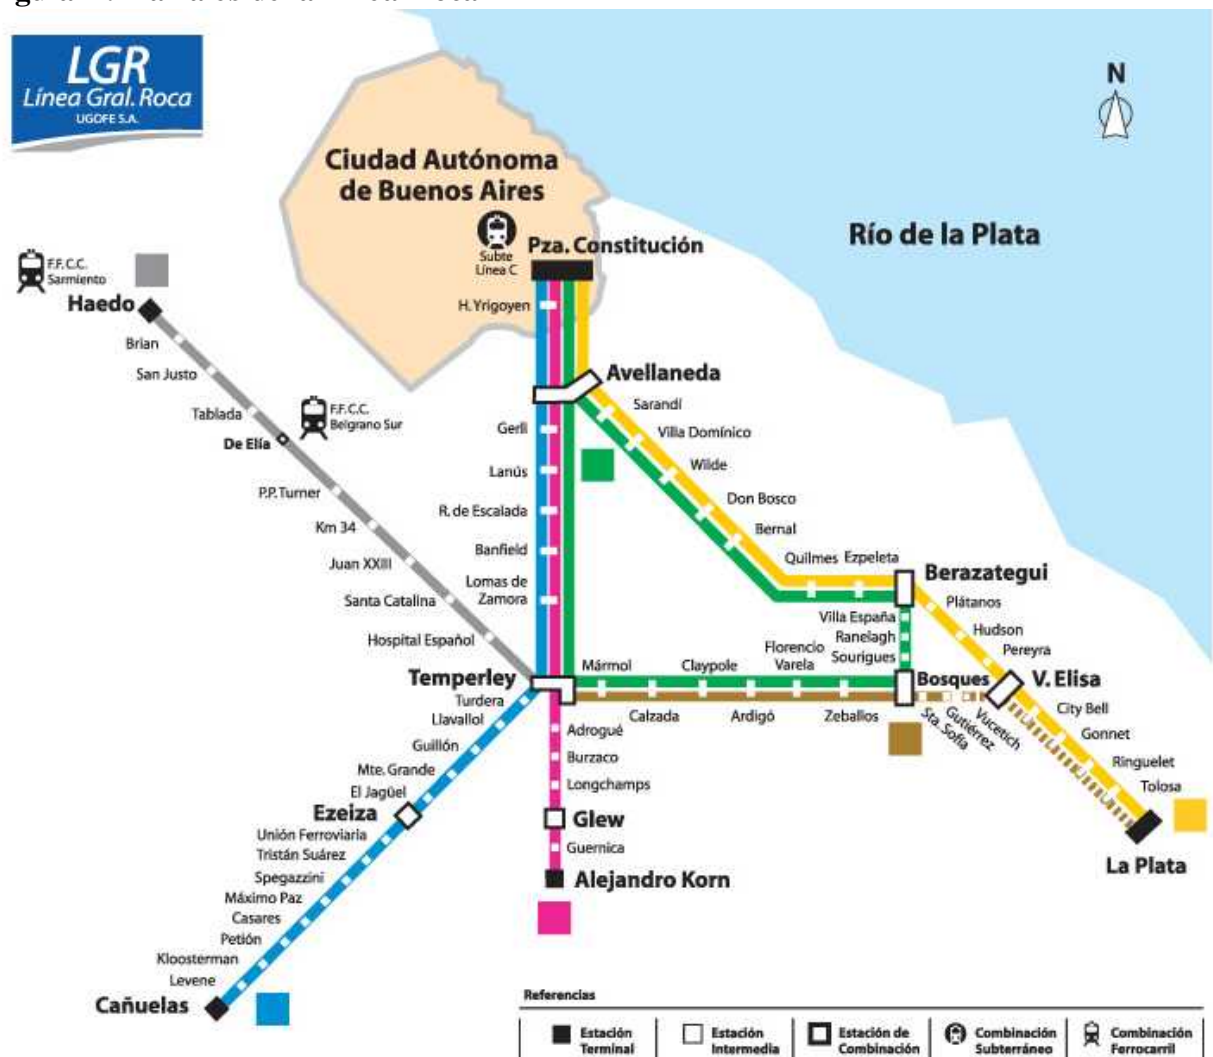 LGR
Línea Gral. Roca
UGOFE S.A.
N
Ciudad Autónoma
de Buenos Aires
Río de la Plata
Subte
Línea C
Pza. Constitución
H. Yrigoyen
F.F.C.C.
Sarmiento
Haedo
Brian
San Justo
Tablada
De Elía
F.F.C.C.
Belgrano Sur
P.P. Turner
Km 34
Juan XXIII
Santa Catalina
Hospital Español
Avellaneda
Gerli
Lanús
R. de Escalada
Banfield
Lomas de
Zamora
Temperley
Sarandí
Villa Domínico
Wilde
Don Bosco
Bernal
Quilmes
Ezpeleta
Berazategui
Villa España
Ranelagh
Sourigues
Plátanos
Hudson
Pereyra
Mármol
Claypole
Florencio
Varela
Bosques
V. Elisa
Calzada
Ardigó
Zeballos
Sta. Sofía
Gutiérrez
Vucetich
City Bell
Gonnet
Ringuelet
Tolosa
La Plata
Turdera
Llavallol
Guillón
Mte. Grande
El Jagüel
Ezeiza
Unión Ferroviaria
Tristán Suárez
Spegazzini
Máximo Paz
Casares
Petión
Kloosterman
Levene
Cañuelas
Adrogué
Burzaco
Longchamps
Glew
Guernica
Alejandro Korn
Referencias
Estación
Terminal
Estación
Intermedia
Estación de
Combinación
Combinación
Subterráneo
Combinación
Ferrocarril